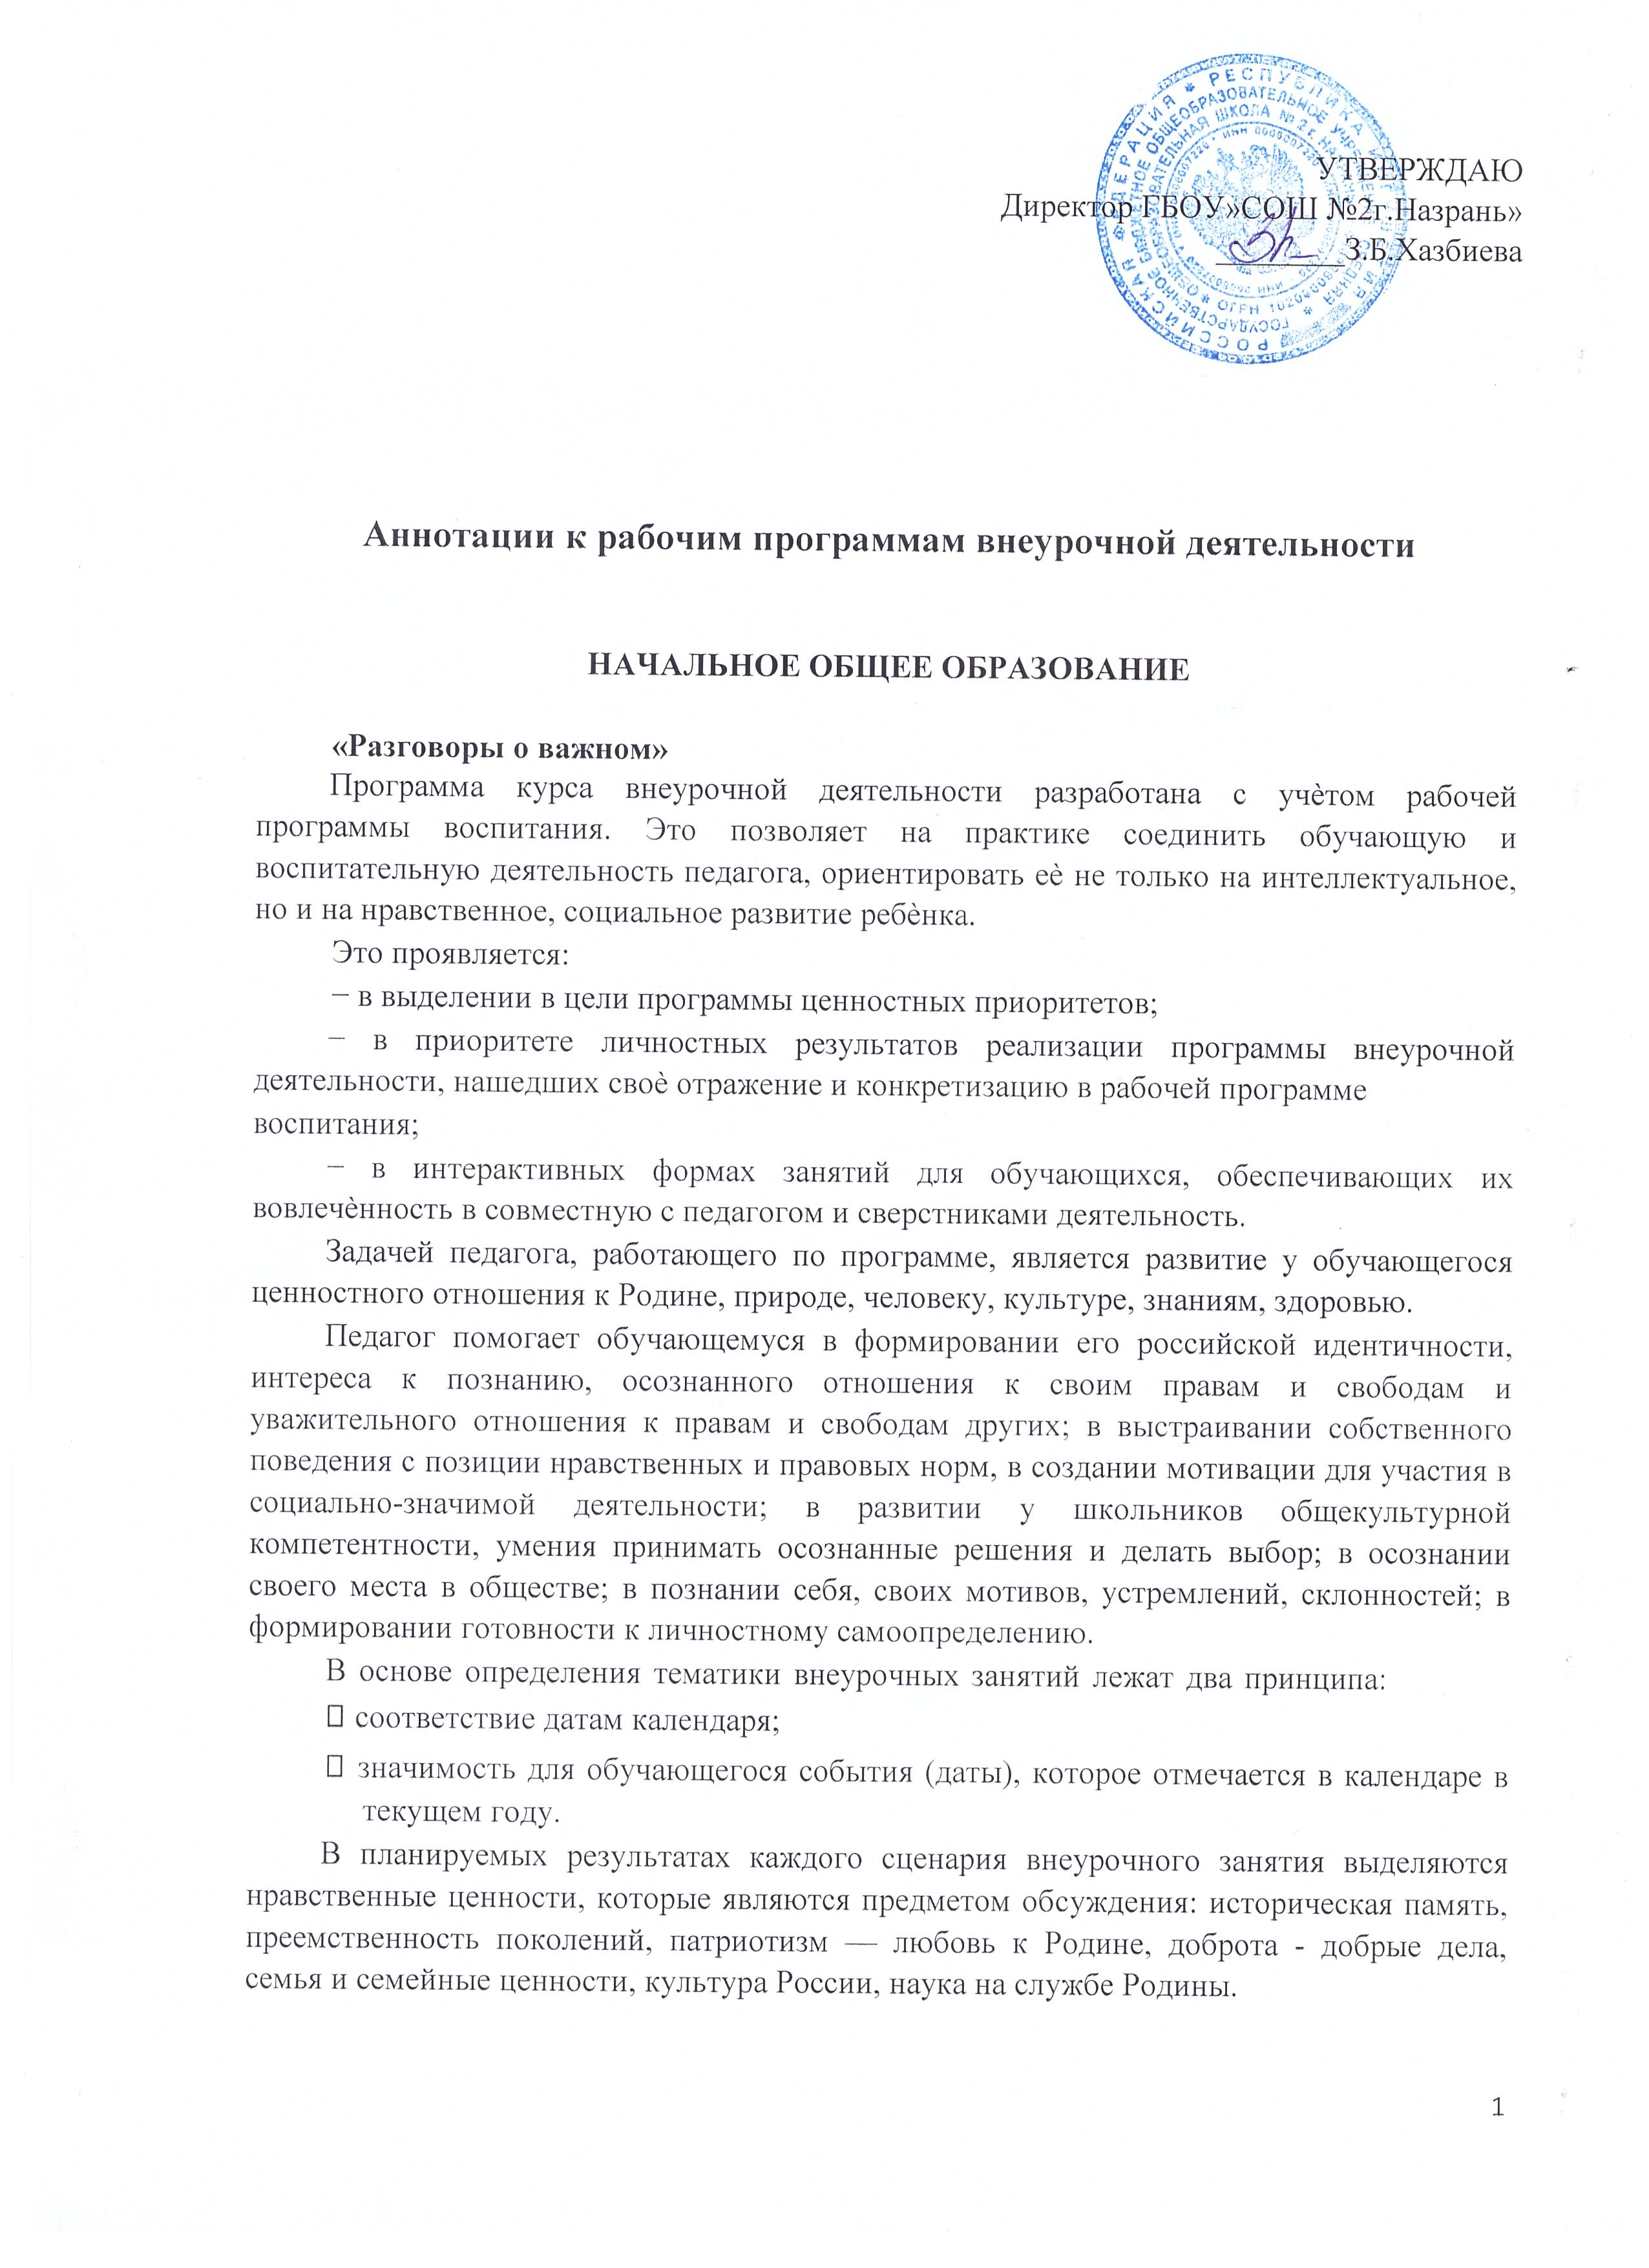 УТВЕРЖДАЮ
Директор ГБОУ»СОШ №2г.Назрань»
З.Б.Хазбиева
Аннотации к рабочим программам внеурочной деятельности
НАЧАЛЬНОЕ ОБЩЕЕ ОБРАЗОВАНИЕ
«Разговоры о важном»
Программа курса внеурочной деятельности разработана с учѐтом рабочей
программы воспитания. Это позволяет на практике соединить обучающую и
воспитательную деятельность педагога, ориентировать еѐ не только на интеллектуальное,
но и на нравственное, социальное развитие ребѐнка.
Это проявляется:
− в выделении в цели программы ценностных приоритетов;
− в приоритете личностных результатов реализации программы внеурочной
деятельности, нашедших своѐ отражение и конкретизацию в рабочей программе
воспитания;
− в интерактивных формах занятий для обучающихся, обеспечивающих их
вовлечѐнность в совместную с педагогом и сверстниками деятельность.
Задачей педагога, работающего по программе, является развитие у обучающегося
ценностного отношения к Родине, природе, человеку, культуре, знаниям, здоровью.
Педагог помогает обучающемуся в формировании его российской идентичности,
интереса к познанию, осознанного отношения к своим правам и свободам и
уважительного отношения к правам и свободам других; в выстраивании собственного
поведения с позиции нравственных и правовых норм, в создании мотивации для участия в
социально-значимой деятельности; в развитии у школьников общекультурной
компетентности, умения принимать осознанные решения и делать выбор; в осознании
своего места в обществе; в познании себя, своих мотивов, устремлений, склонностей; в
формировании готовности к личностному самоопределению.
В основе определения тематики внеурочных занятий лежат два принципа:
 соответствие датам календаря;
 значимость для обучающегося события (даты), которое отмечается в календаре в
текущем году.
В планируемых результатах каждого сценария внеурочного занятия выделяются
нравственные ценности, которые являются предметом обсуждения: историческая память,
преемственность поколений, патриотизм — любовь к Родине, доброта - добрые дела,
семья и семейные ценности, культура России, наука на службе Родины.
1
РОССИЙСКАЯ ФЕДЕРАЦИЯ * РЕСПУБЛИКА